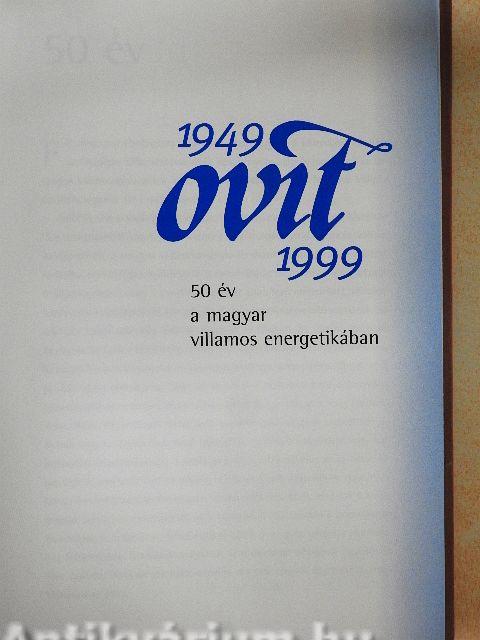 50 év
1949
ovit
1999
50 év
a magyar
villamos energetikában
Antikvárium.hu